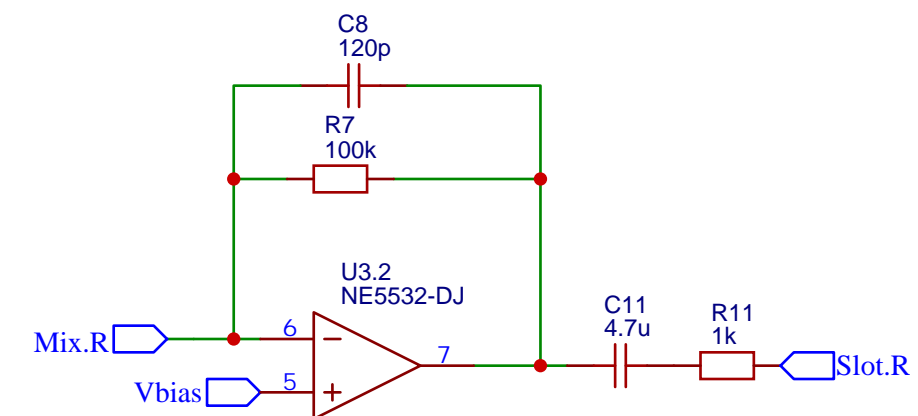 C8
120p
R7
100k
U3.2
NE5532-DJ
C11
4.7u
R11
1k
Mix.R
6
7
Slot.R
Vbias
5